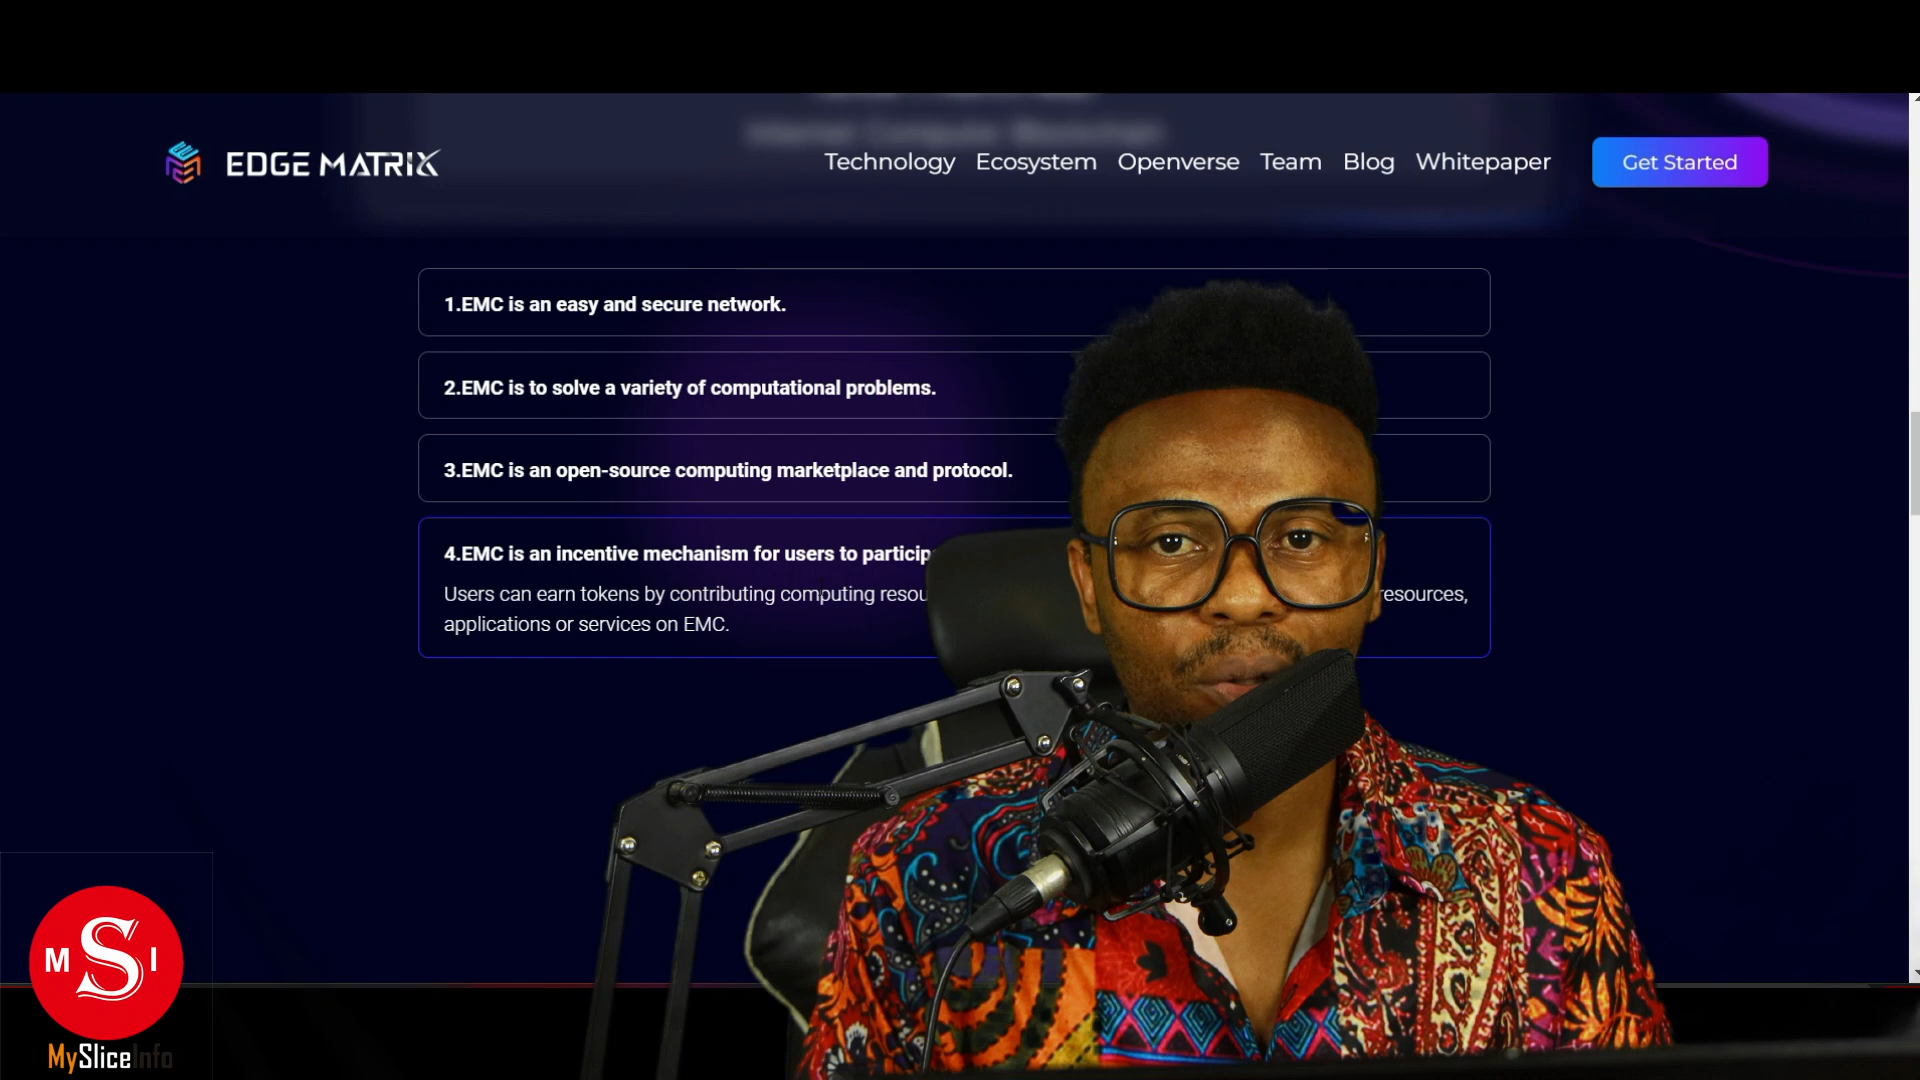 Internet Computer Blockchain
EDGE MATRIX
Technology Ecosystem Openverse Team Blog Whitepaper Get Started
1.EMC is an easy and secure network.
2.EMC is to solve a variety of computational problems.
3.EMC is an open-source computing marketplace and protocol.
4.EMC is an incentive mechanism for users to
Users can earn tokens by contributing computing resources,
applications or services on EMC.
M S I
MySliceInfo